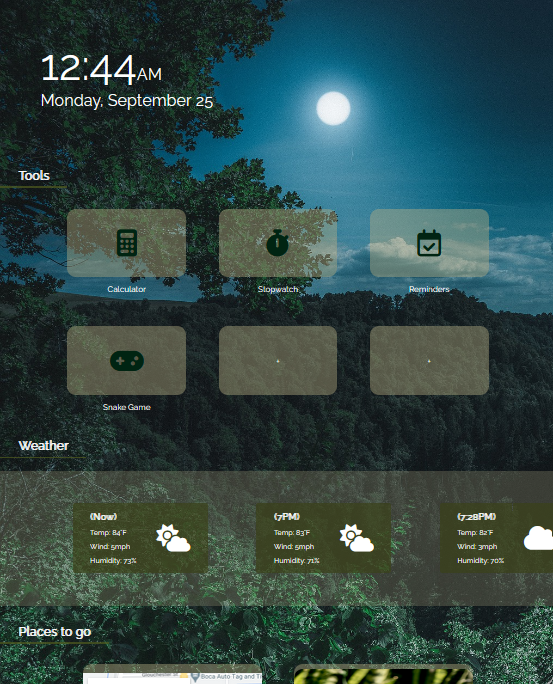 12:44AM
Monday, September 25
Tools
Calculator
Stopwatch
Reminders
Snake Game
Weather
(Now)
Temp: 84°F
Wind: 5mph
Humidity: 73%
(7PM)
Temp: 83°F
Wind: 5mph
Humidity: 71%
(7:28PM)
Temp: 82°F
Wind: 3mph
Humidity: 70%
Places to go
Boca Auto Tag and Ti